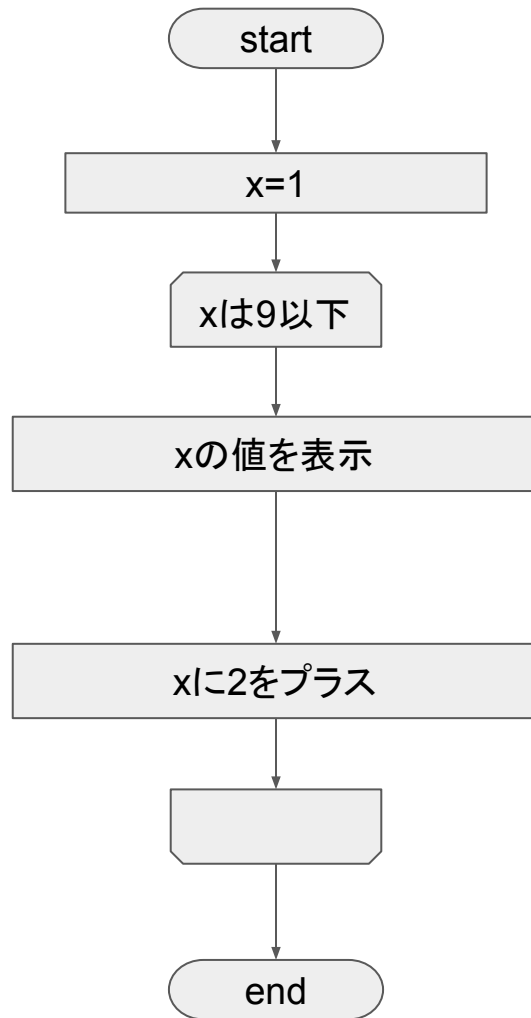 start
x=1
xは9以下
xの値を表示
xに2をプラス
end